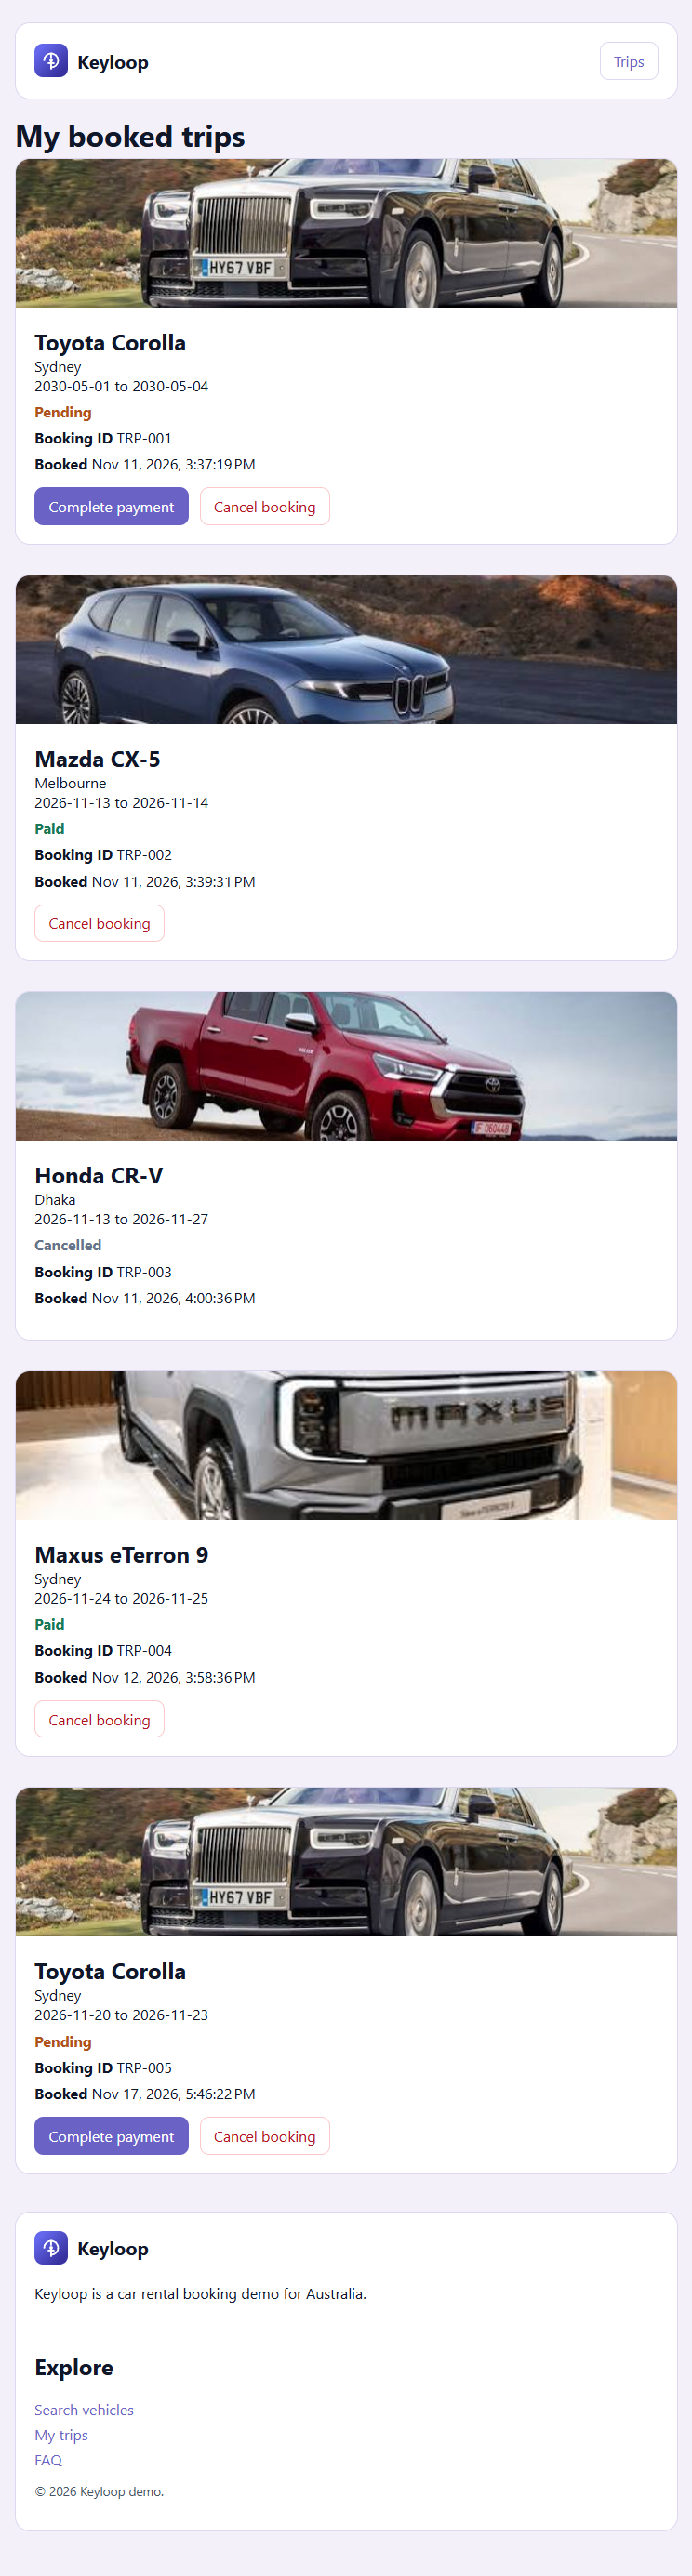 Keyloop
Trips
My booked trips
HY67 VBF
Toyota Corolla
Sydney
2030-05-01 to 2030-05-04
Pending
Booking ID TRP-001
Booked Nov 11, 2026, 3:37:19 PM
Complete payment
Cancel booking
Mazda CX-5
Melbourne
2026-11-13 to 2026-11-14
Paid
Booking ID TRP-002
Booked Nov 11, 2026, 3:39:31 PM
Cancel booking
Honda CR-V
Dhaka
2026-11-13 to 2026-11-27
Cancelled
Booking ID TRP-003
Booked Nov 11, 2026, 4:00:36 PM
MAXUS
Maxus eTerron 9
Sydney
2026-11-24 to 2026-11-25
Paid
Booking ID TRP-004
Booked Nov 12, 2026, 3:58:36 PM
Cancel booking
HY67 VBF
Toyota Corolla
Sydney
2026-11-20 to 2026-11-23
Pending
Booking ID TRP-005
Booked Nov 17, 2026, 5:46:22 PM
Complete payment
Cancel booking
Keyloop
Keyloop is a car rental booking demo for Australia.
Explore
Search vehicles
My trips
FAQ
© 2026 Keyloop demo.